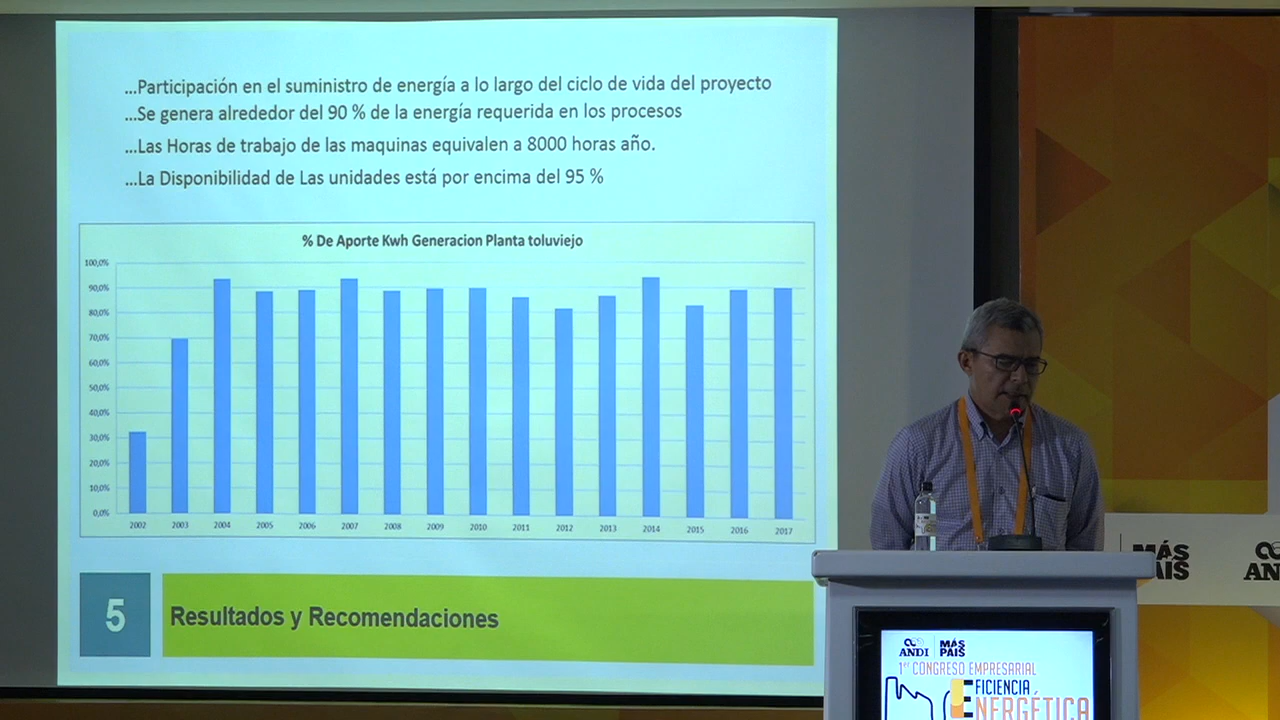 ...Participación en el suministro de energía a lo largo del ciclo de vida del proyecto
...Se genera alrededor del 90 % de la energía requerida en los procesos
...Las Horas de trabajo de las maquinas equivalen a 8000 horas año.
...La Disponibilidad de Las unidades está por encima del 95 %
% De Aporte Kwh Generacion Planta toluviejo
100,0%
90,0%
80,0%
70,0%
60,0%
50,0%
40,0%
30,0%
20,0%
10,0%
0,0%
2002 2003 2004 2005 2006 2007 2008 2009 2010 2011 2012 2013 2014 2015 2016 2017
5 Resultados y Recomendaciones
MÁS
AÍS
AN
ANDI
MÁS
PAÍS
1er CONGRESO EMPRESARIAL
EFICIENCIA
ENERGÉTICA